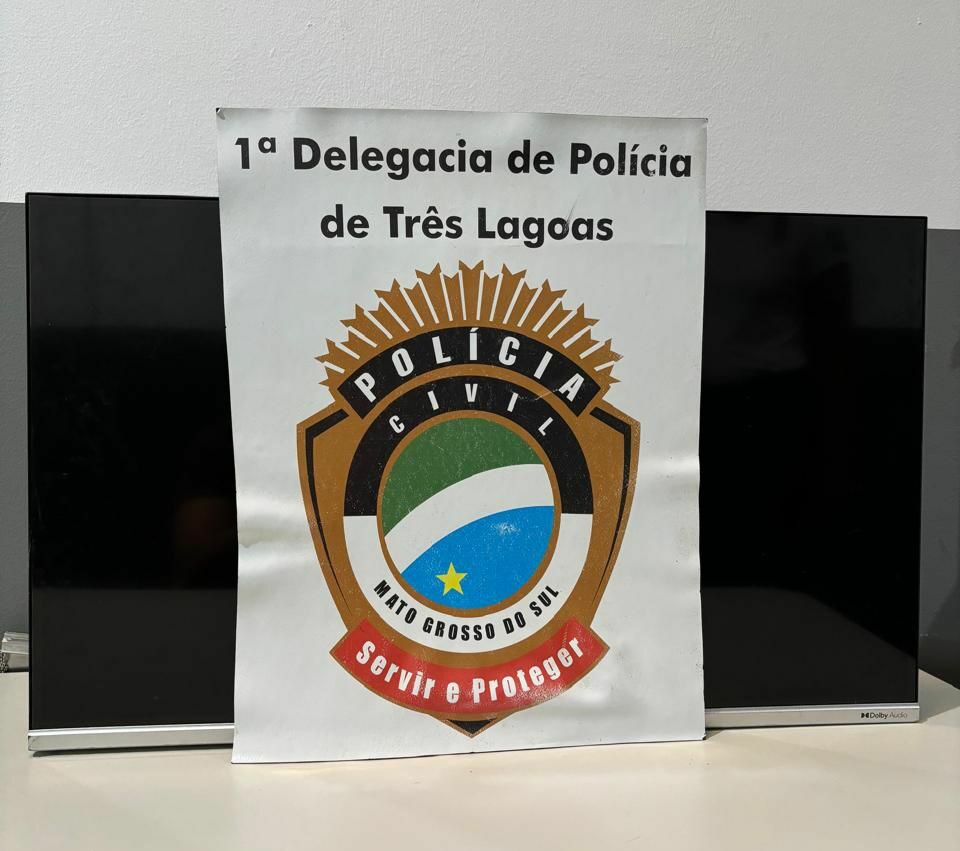 1ª Delegacia de Polícia
de Três Lagoas
POLÍCIA
CIVIL
MATO GROSSO DO SUL
Servir e Proteger
Dolby Audio